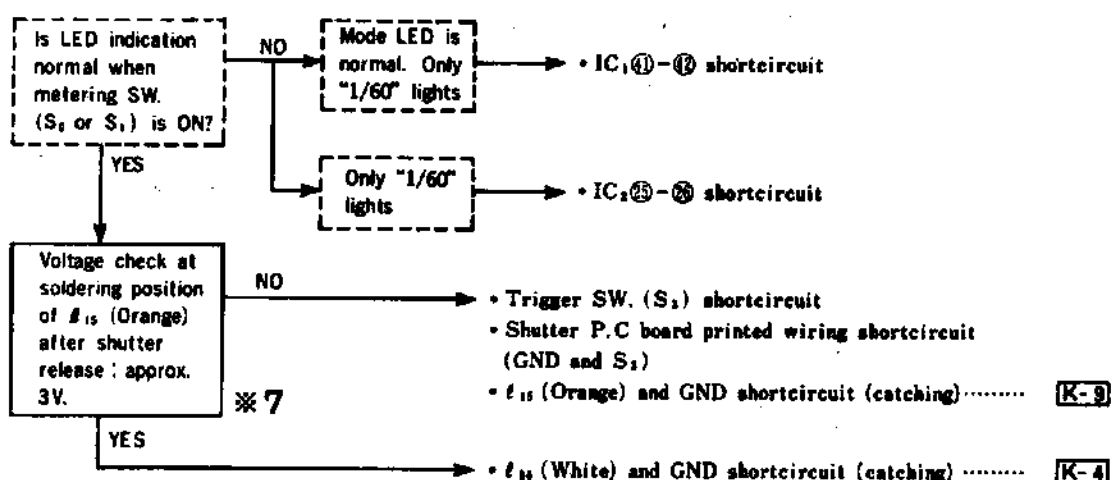 Is LED indication
normal when
metering SW.
(S₀ or S₁) is ON?
NO
Mode LED is
normal. Only
"1/60" lights
• IC₁㊶-㊷ shortcircuit
YES
Only "1/60"
lights
• IC₂㉕-㉖ shortcircuit
Voltage check at
soldering position
of ℓ₁₅ (Orange)
after shutter
release : approx.
3V.
※7
NO
• Trigger SW. (S₂) shortcircuit
• Shutter P.C board printed wiring shortcircuit
(GND and S₂)
• ℓ₁₅ (Orange) and GND shortcircuit (catching) ········· K-9
YES
• ℓ₁₄ (White) and GND shortcircuit (catching) ········· K-4